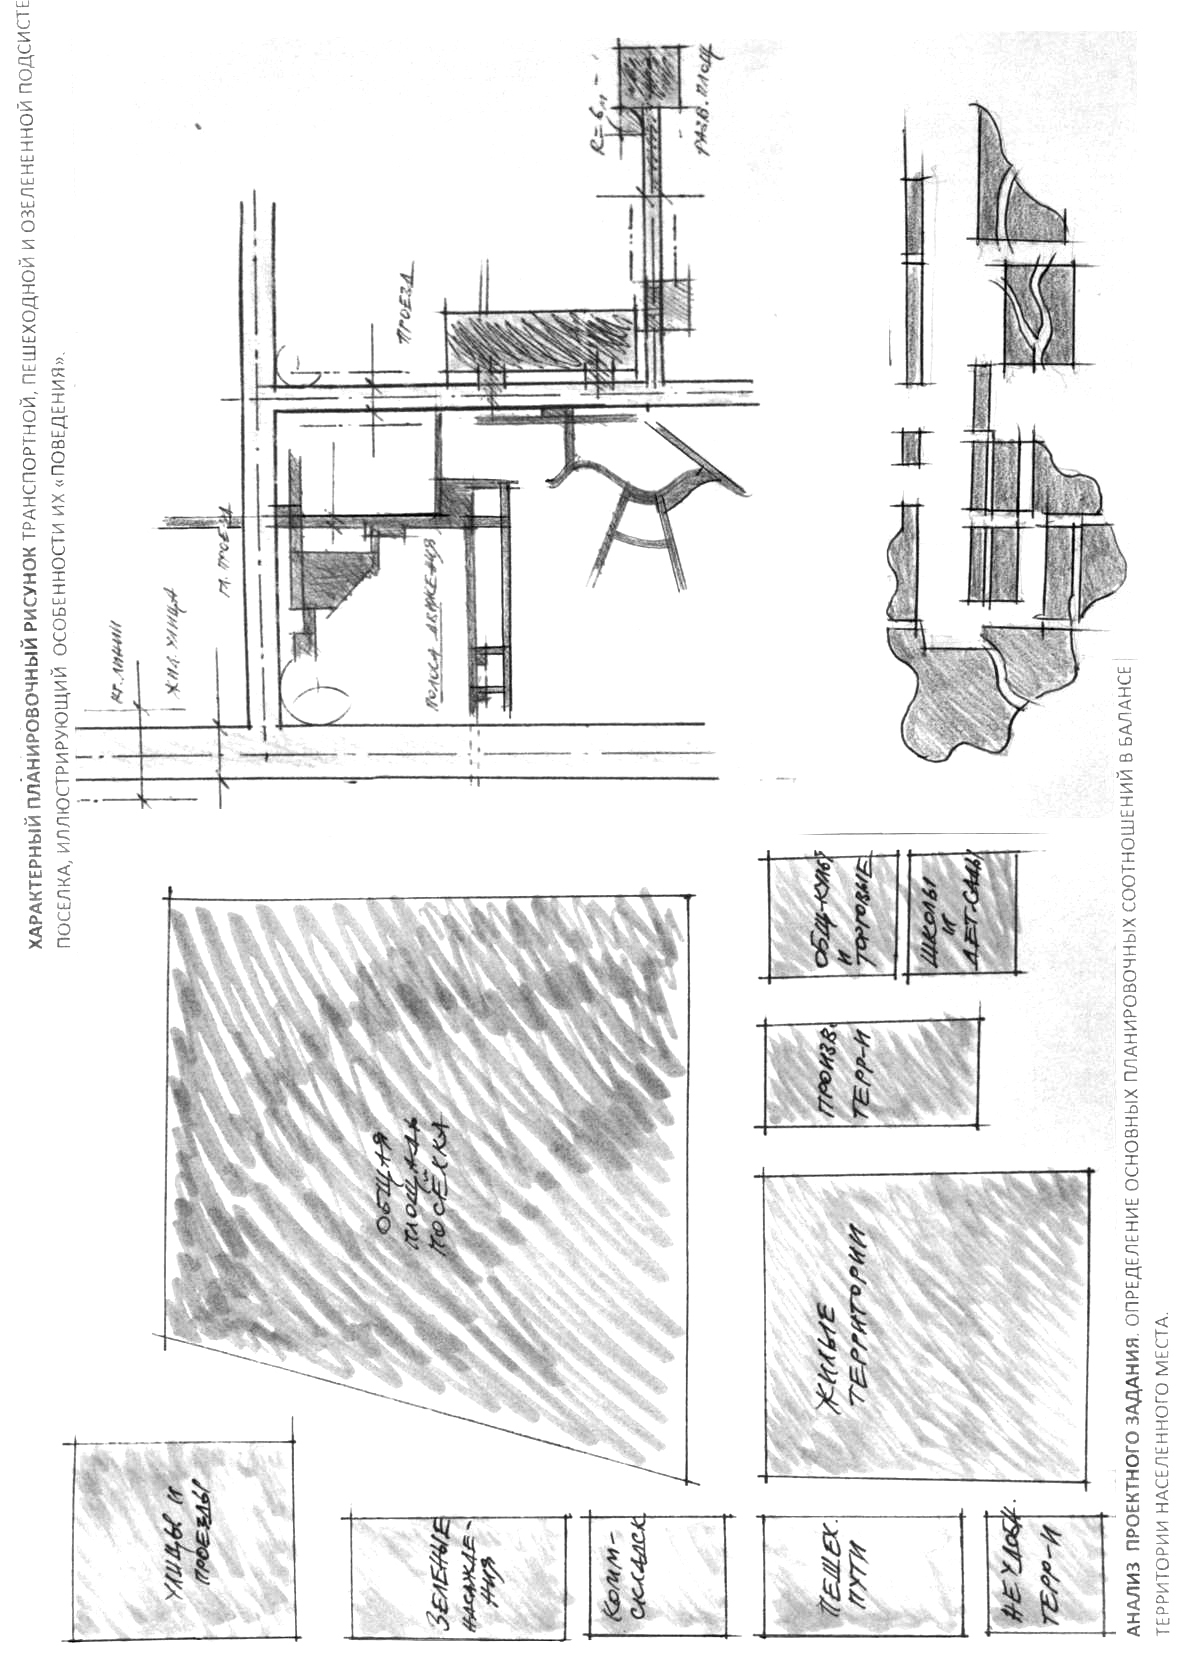 ХАРАКТЕРНЫЙ ПЛАНИРОВОЧНЫЙ РИСУНОК ТРАНСПОРТНОЙ, ПЕШЕХОДНОЙ И ОЗЕЛЕНЕННОЙ ПОДСИСТЕ
ПОСЕЛКА, ИЛЛЮСТРИРУЮЩИЙ ОСОБЕННОСТИ ИХ «ПОВЕДЕНИЯ».
КР. ЛИНИИ
ЖИЛ. УЛИЦА
ГЛ. ПРОЕЗД
ПРОЕЗД
ПОЛОСА ДВИЖЕНИЯ
R=6м
РАЗВ. ПЛОЩ
УЛИЦЫ И
ПРОЕЗДЫ
ОБЩАЯ
ПЛОЩАДЬ
ПОСЁЛКА
ЗЕЛЕНЫЕ
НАСАЖДЕ-
НИЯ
КОММ-
СКЛАДСК
ПЕШЕХ.
ПУТИ
НЕУДОБН.
ТЕРР-И
ЖИЛЫЕ
ТЕРРИТОРИИ
ПРОИЗВ.
ТЕРР-И
ОБЩ-КУЛЬТ
И
ТОРГОВЫЕ
ШКОЛЫ
И
ДЕТ-САДЫ
АНАЛИЗ ПРОЕКТНОГО ЗАДАНИЯ. ОПРЕДЕЛЕНИЕ ОСНОВНЫХ ПЛАНИРОВОЧНЫХ СООТНОШЕНИЙ В БАЛАНСЕ
ТЕРРИТОРИИ НАСЕЛЕННОГО МЕСТА.